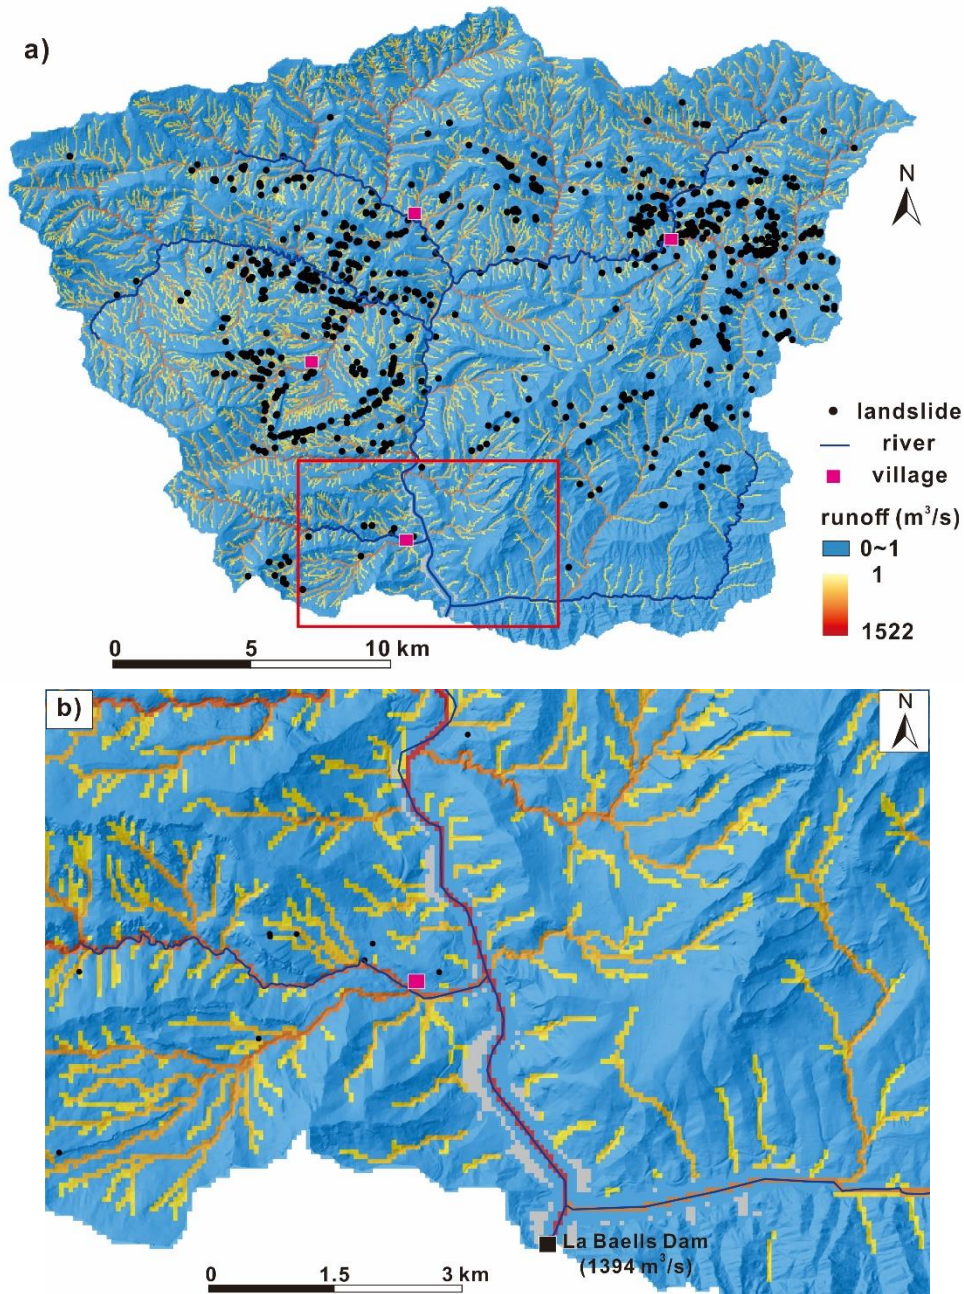 a)
N
landslide
river
village
runoff (m³/s)
0~1
1
1522
0 5 10 km
b)
N
La Baells Dam
(1394 m³/s)
0 1.5 3 km